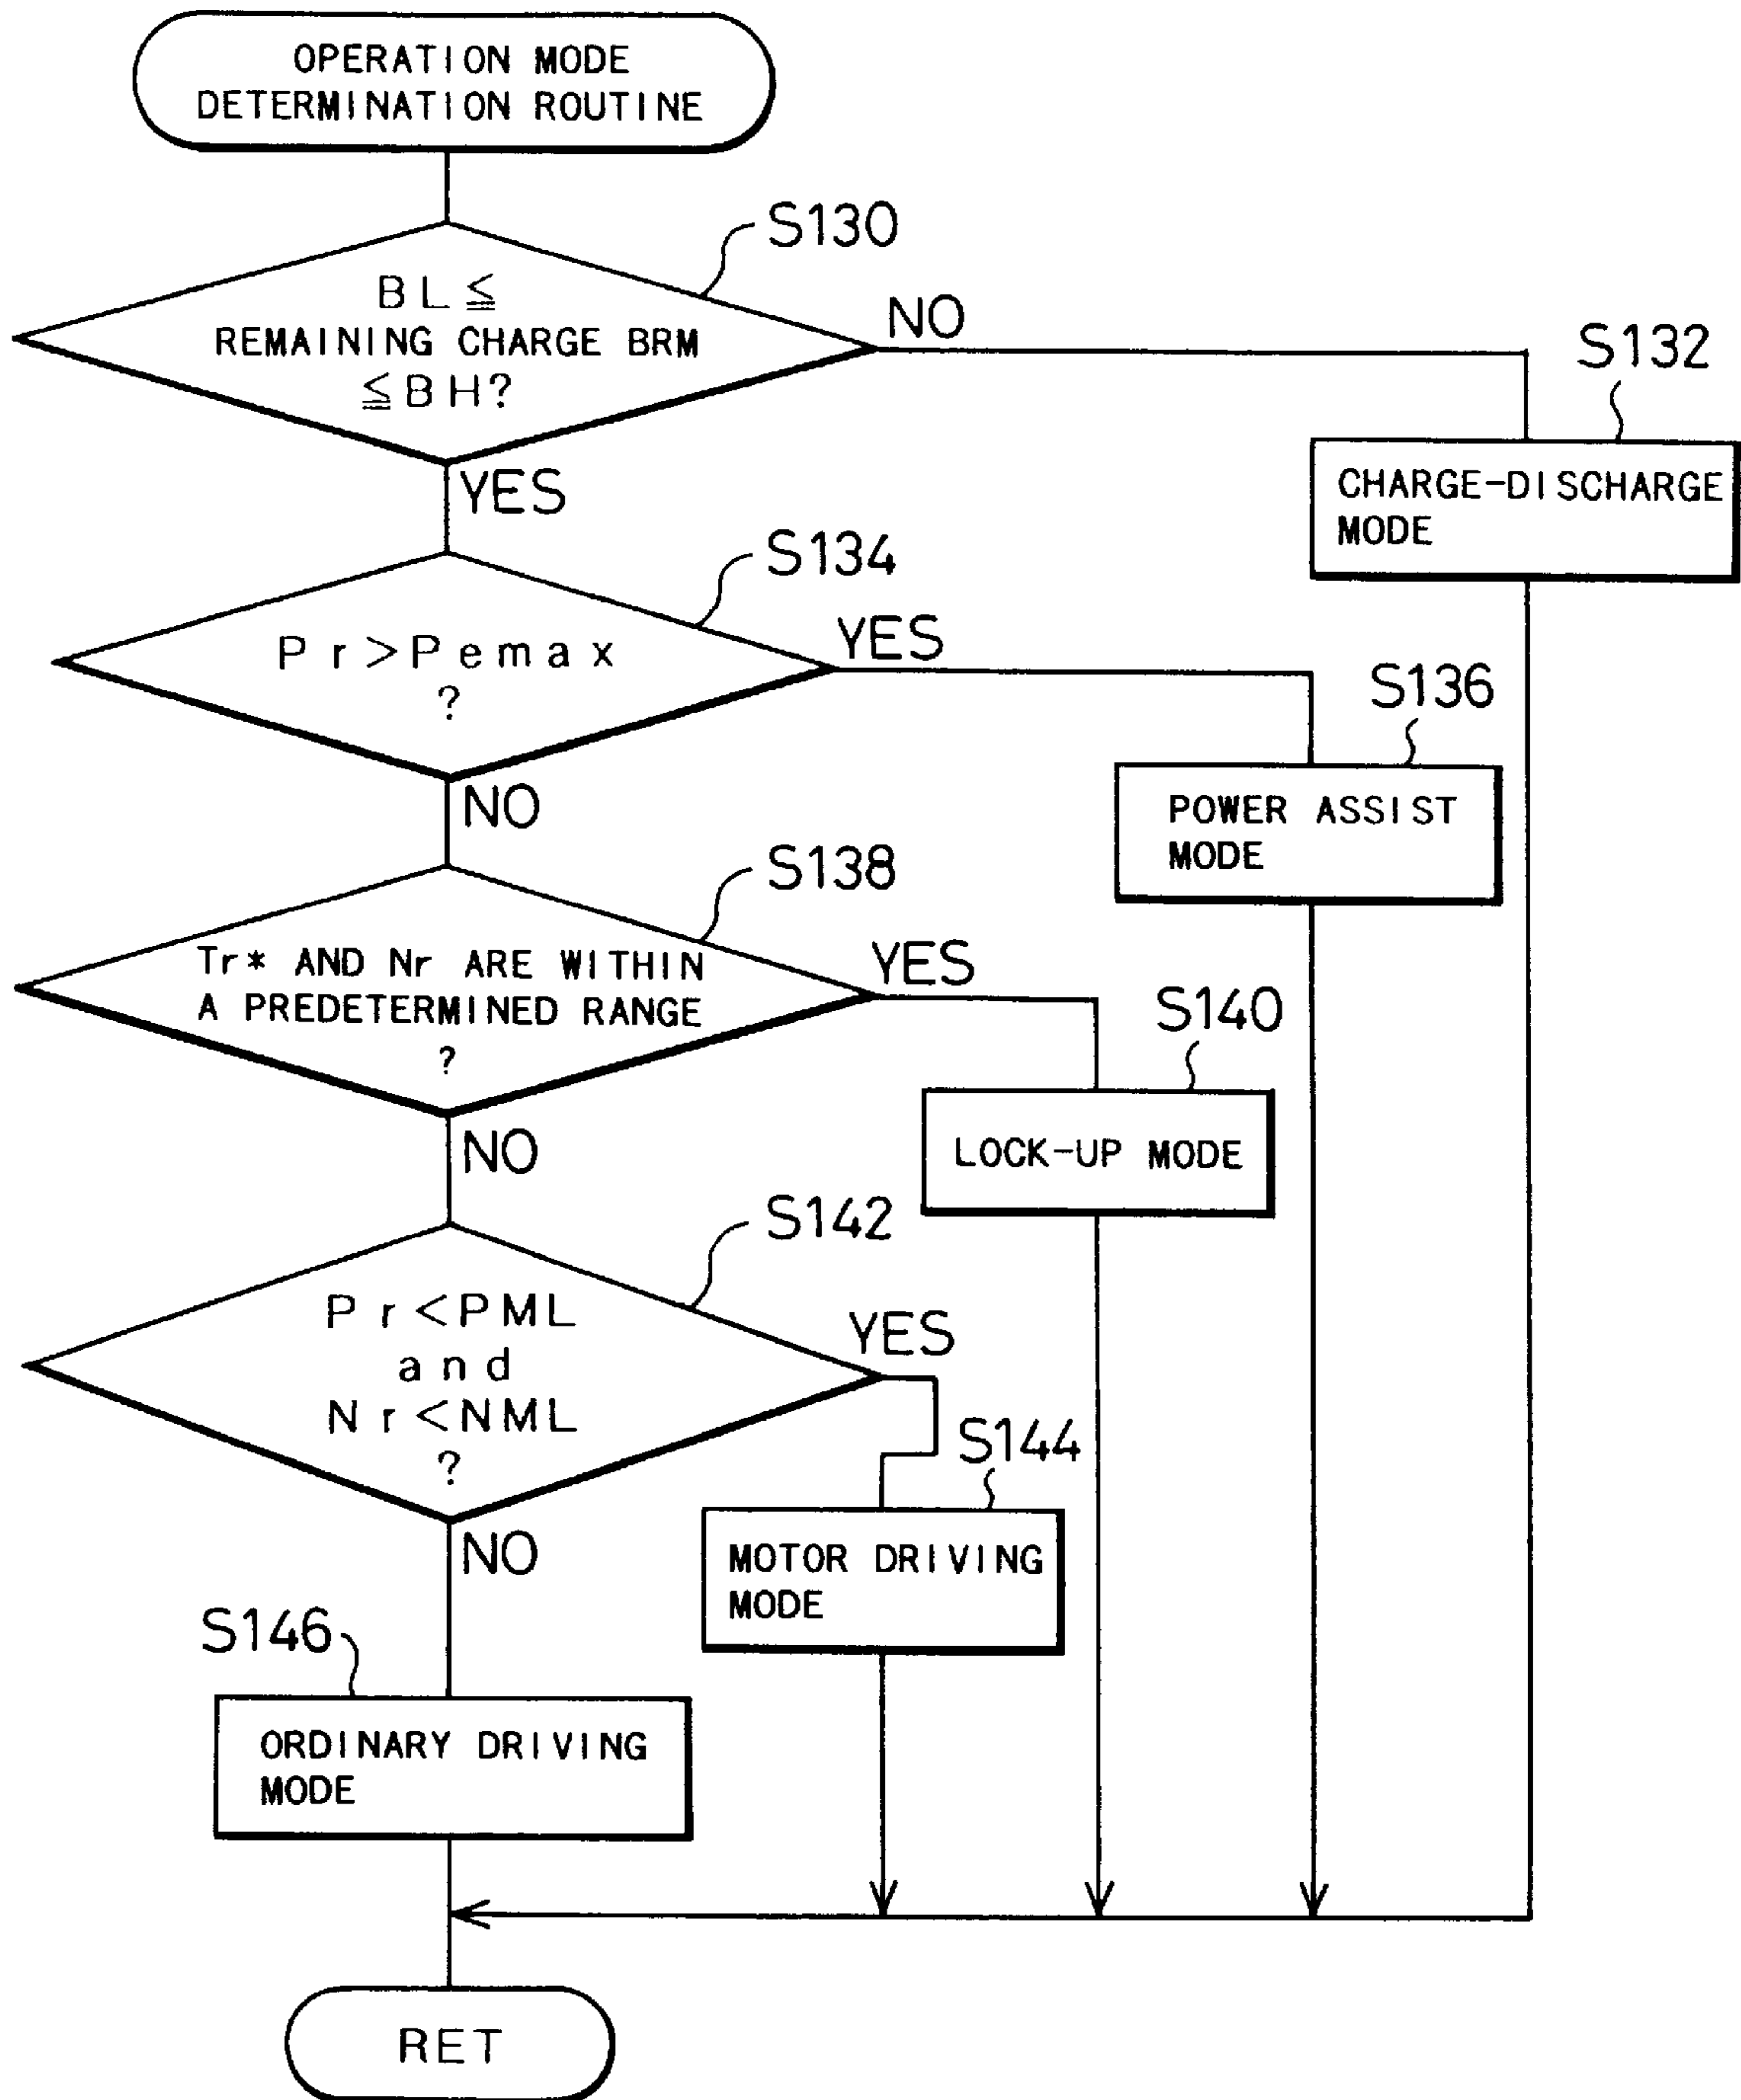 OPERATION MODE
DETERMINATION ROUTINE
S130
BL≦
REMAINING CHARGE BRM
≦BH?
NO
S132
CHARGE-DISCHARGE
MODE
YES
S134
Pr>Pemax
?
YES
S136
POWER ASSIST
MODE
NO
S138
Tr* AND Nr ARE WITHIN
A PREDETERMINED RANGE
?
YES
S140
LOCK-UP MODE
NO
S142
Pr<PML
and
Nr<NML
?
YES
S144
MOTOR DRIVING
MODE
NO
S146
ORDINARY DRIVING
MODE
RET